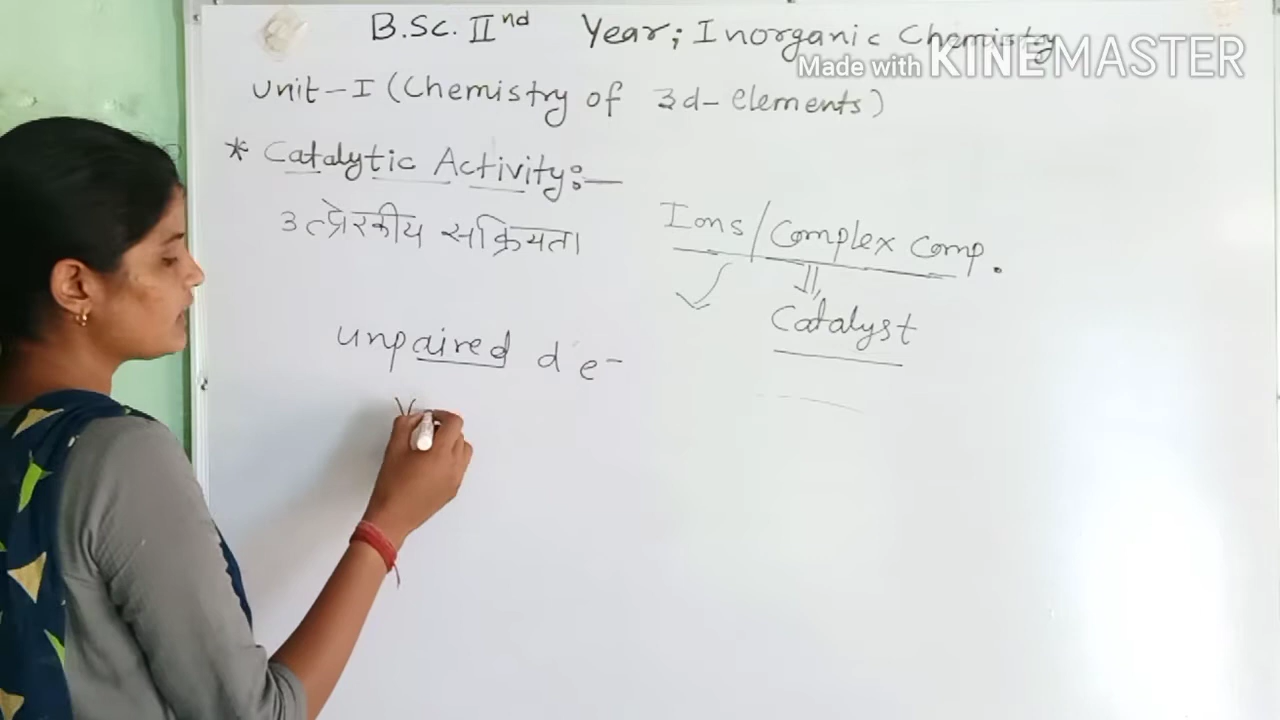 B.Sc. IInd Year; Inorganic Chemistry
Made with KINEMASTER
Unit-I (Chemistry of 3d-elements)
* Catalytic Activity:—
उत्प्रेरकीय सक्रियता
Ions/Complex Comp.
Catalyst
unpaired d e-